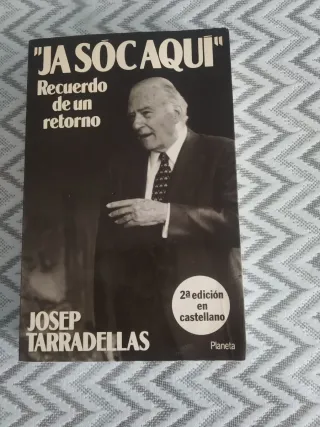 "JA SÓC AQUÍ"
Recuerdo
de un
retorno
2ª edición
en
castellano
JOSEP
TARRADELLAS
Planeta